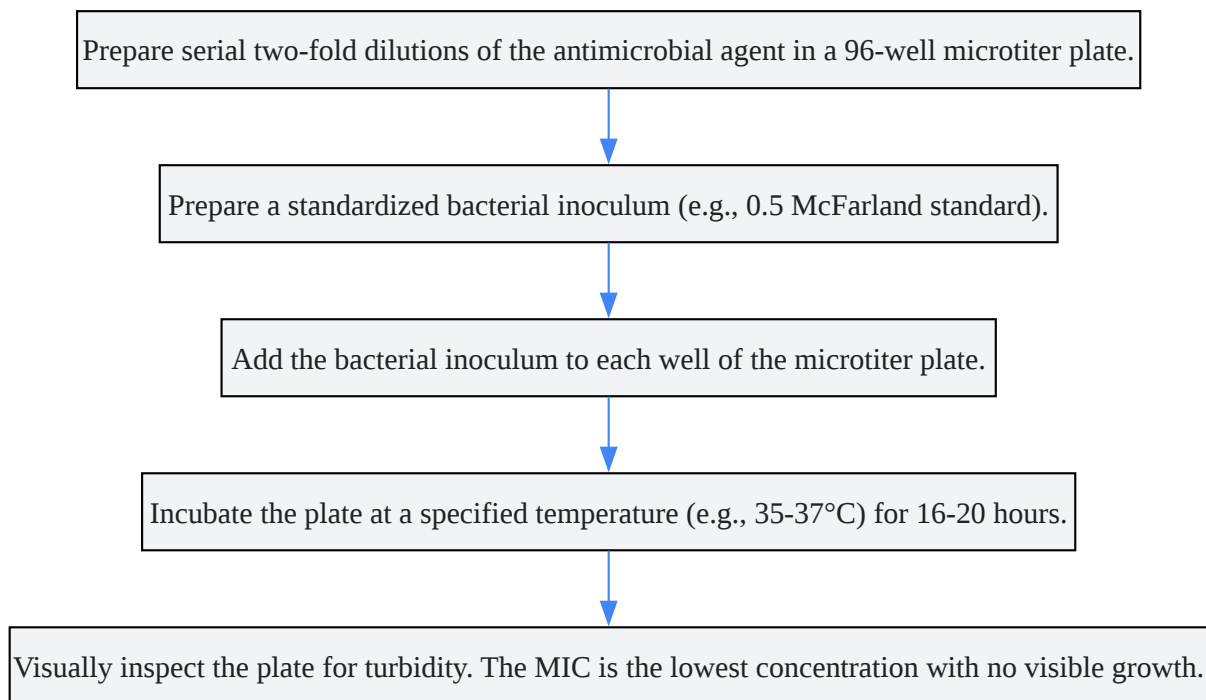 Prepare serial two-fold dilutions of the antimicrobial agent in a 96-well microtiter plate.
Prepare a standardized bacterial inoculum (e.g., 0.5 McFarland standard).
Add the bacterial inoculum to each well of the microtiter plate.
Incubate the plate at a specified temperature (e.g., 35-37°C) for 16-20 hours.
Visually inspect the plate for turbidity. The MIC is the lowest concentration with no visible growth.